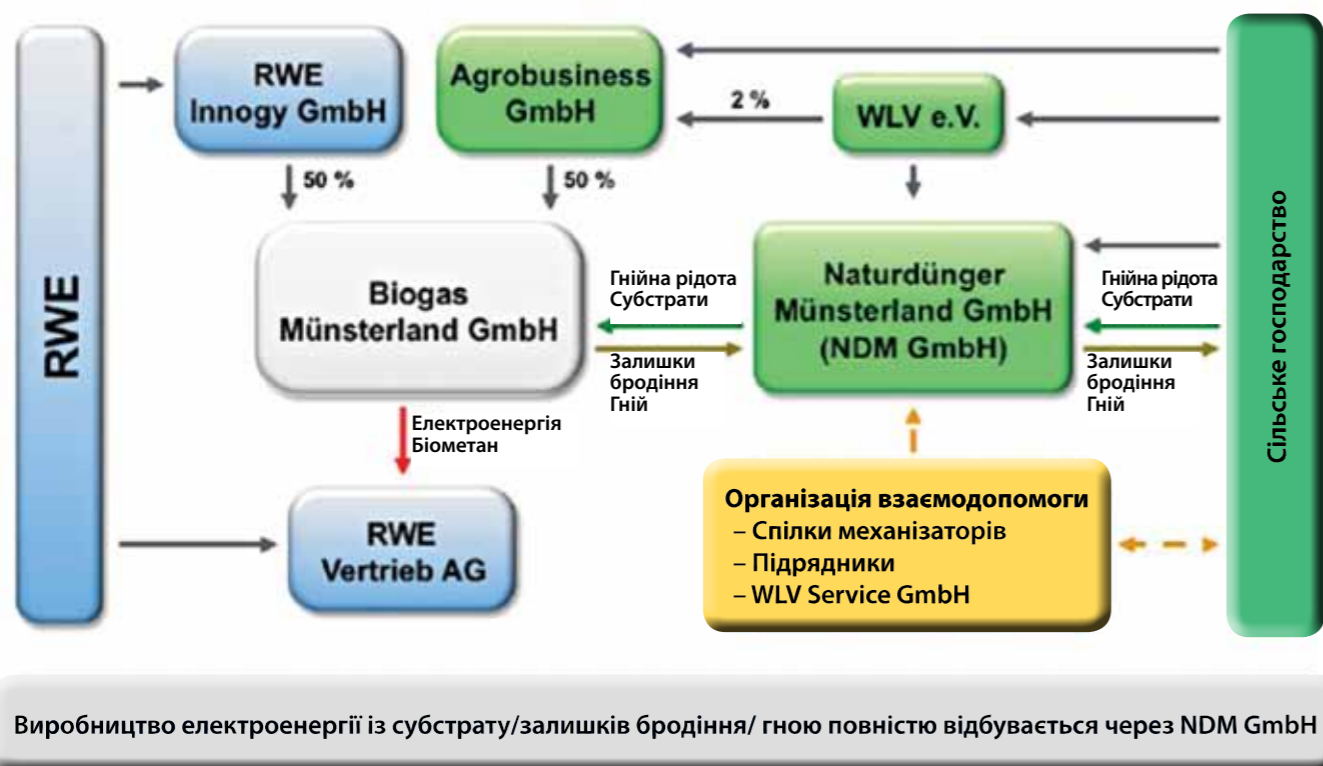 RWE
RWE
Innogy GmbH
Agrobusiness
GmbH
2 %
WLV e.V.
50 %
50 %
Biogas
Münsterland GmbH
Гнійна рідота
Субстрати
Залишки
бродіння
Гній
Naturdünger
Münsterland GmbH
(NDM GmbH)
Гнійна рідота
Субстрати
Залишки
бродіння
Гній
Сільське господарство
Електроенергія
Біометан
RWE
Vertrieb AG
Організація взаємодопомоги
– Спілки механізаторів
– Підрядники
– WLV Service GmbH
Виробництво електроенергії із субстрату/залишків бродіння/ гною повністю відбувається через NDM GmbH